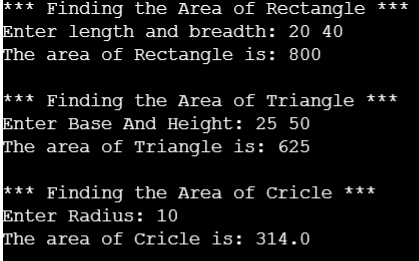 *** Finding the Area of Rectangle ***
Enter length and breadth: 20 40
The area of Rectangle is: 800
*** Finding the Area of Triangle ***
Enter Base And Height: 25 50
The area of Triangle is: 625
*** Finding the Area of Cricle ***
Enter Radius: 10
The area of Cricle is: 314.0